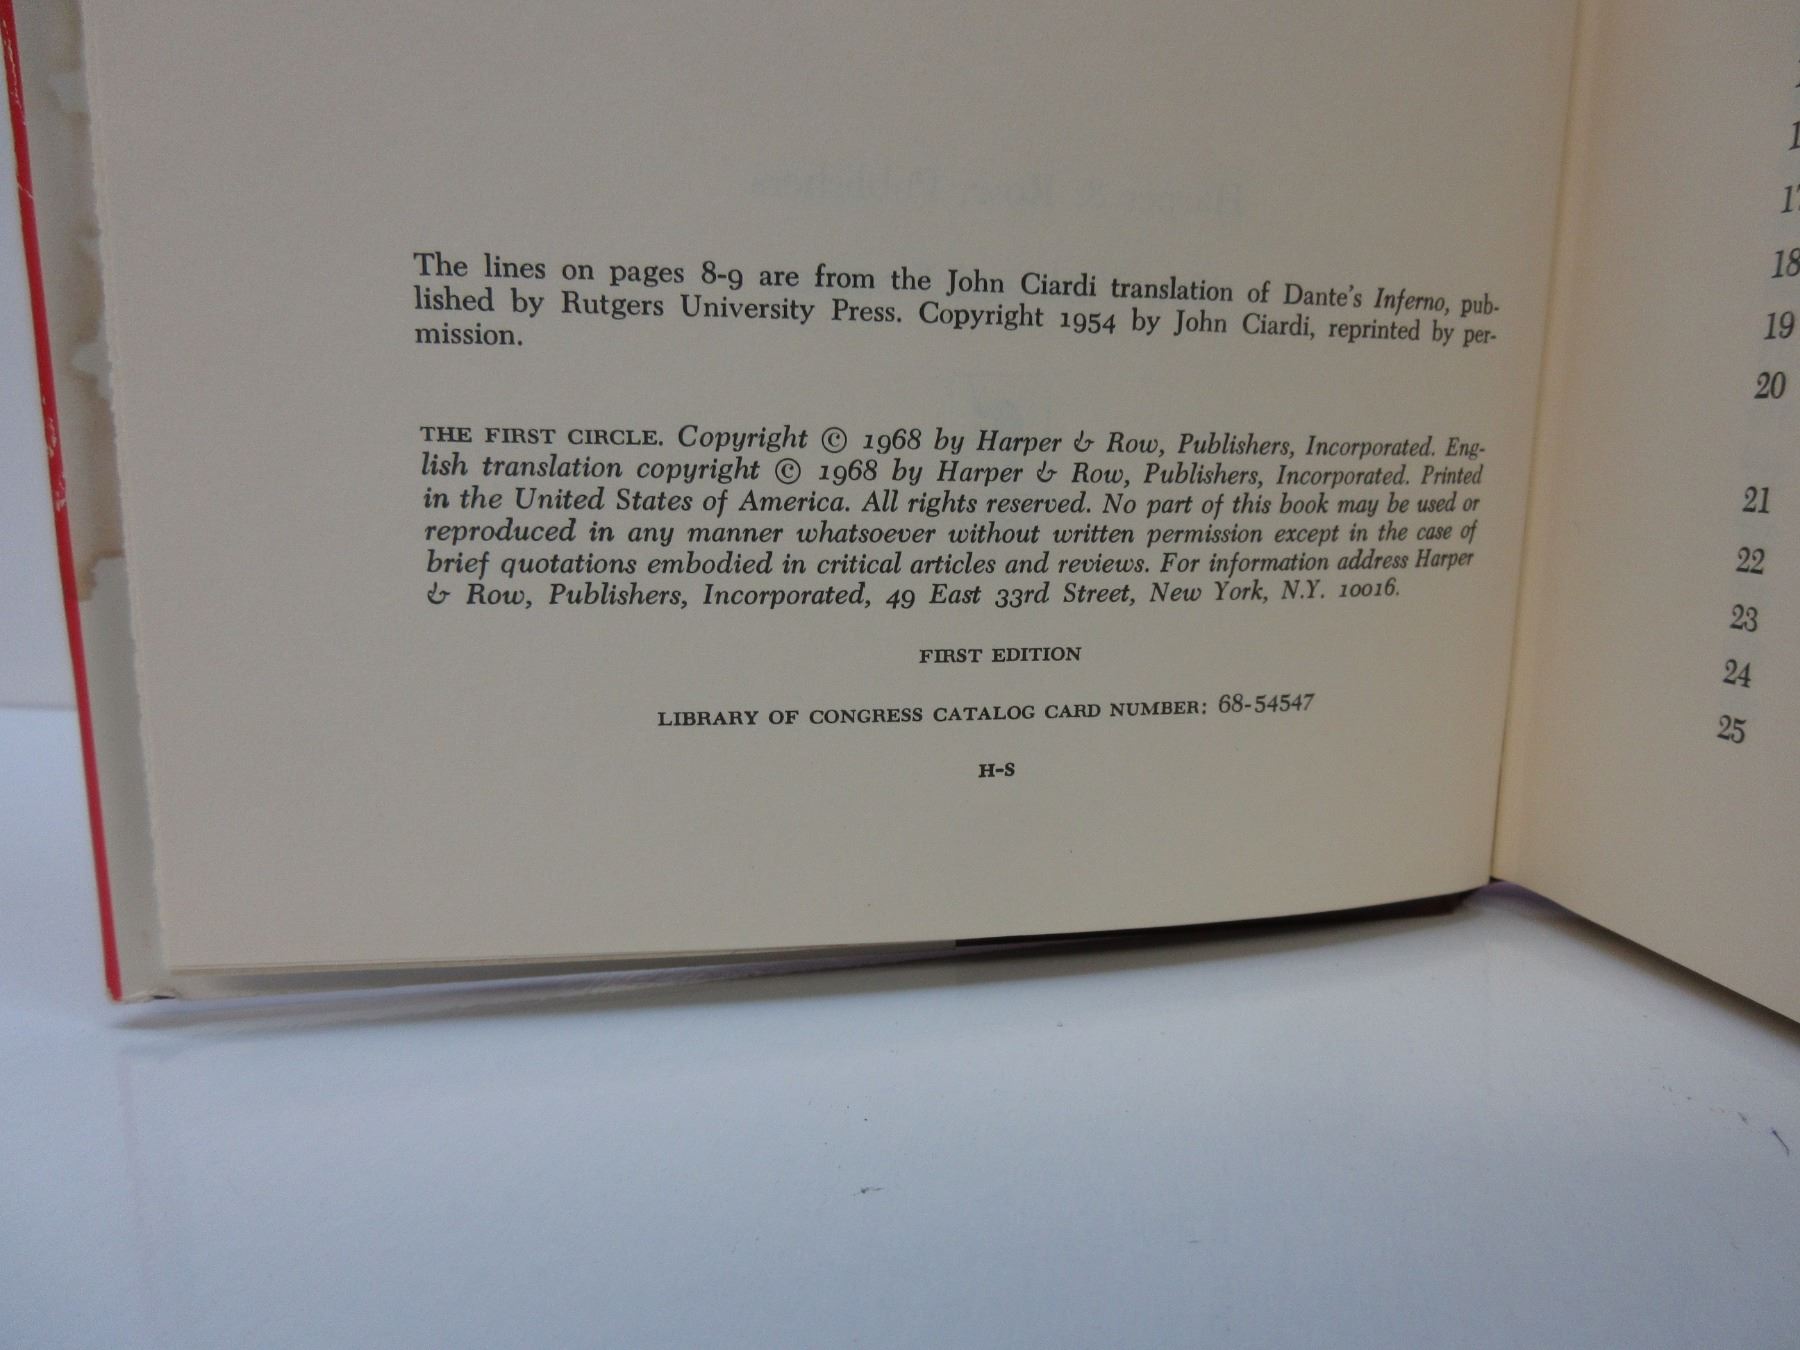 The lines on pages 8-9 are from the John Ciardi translation of Dante's Inferno, pub-
lished by Rutgers University Press. Copyright 1954 by John Ciardi, reprinted by per-
mission.
THE FIRST CIRCLE. Copyright © 1968 by Harper & Row, Publishers, Incorporated. Eng-
lish translation copyright © 1968 by Harper & Row, Publishers, Incorporated. Printed
in the United States of America. All rights reserved. No part of this book may be used or
reproduced in any manner whatsoever without written permission except in the case of
brief quotations embodied in critical articles and reviews. For information address Harper
& Row, Publishers, Incorporated, 49 East 33rd Street, New York, N.Y. 10016.
FIRST EDITION
LIBRARY OF CONGRESS CATALOG CARD NUMBER: 68-54547
H-S
17
18
19
20
21
22
23
24
25